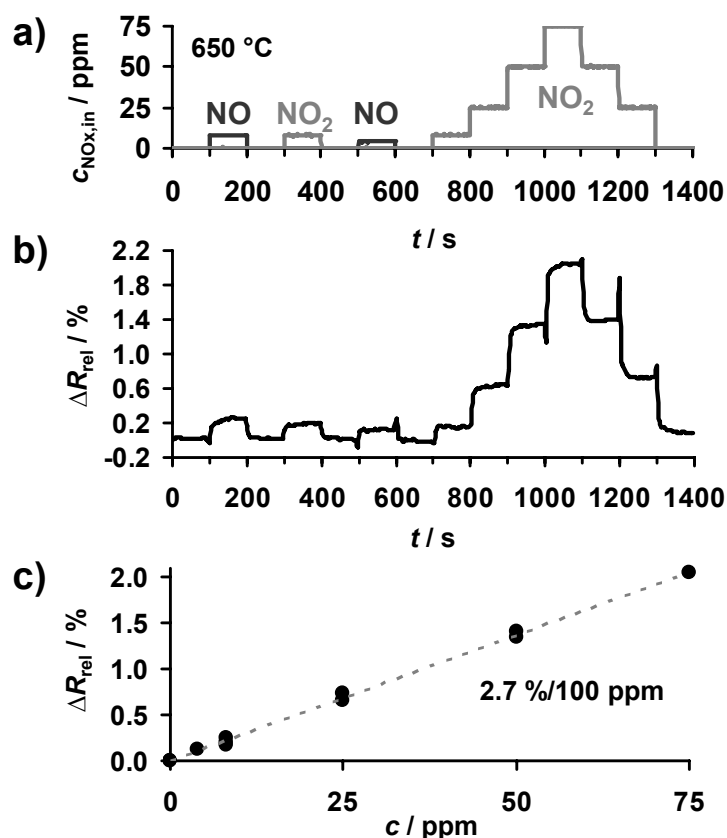 a)
650 °C
c_NOx,in / ppm
75
50
25
0
NO
NO₂
NO
NO₂
0 200 400 600 800 1000 1200 1400
t / s
b)
ΔR_rel / %
2.2
1.8
1.4
1.0
0.6
0.2
-0.2
0 200 400 600 800 1000 1200 1400
t / s
c)
ΔR_rel / %
2.0
1.5
1.0
0.5
0.0
2.7 %/100 ppm
0 25 50 75
c / ppm